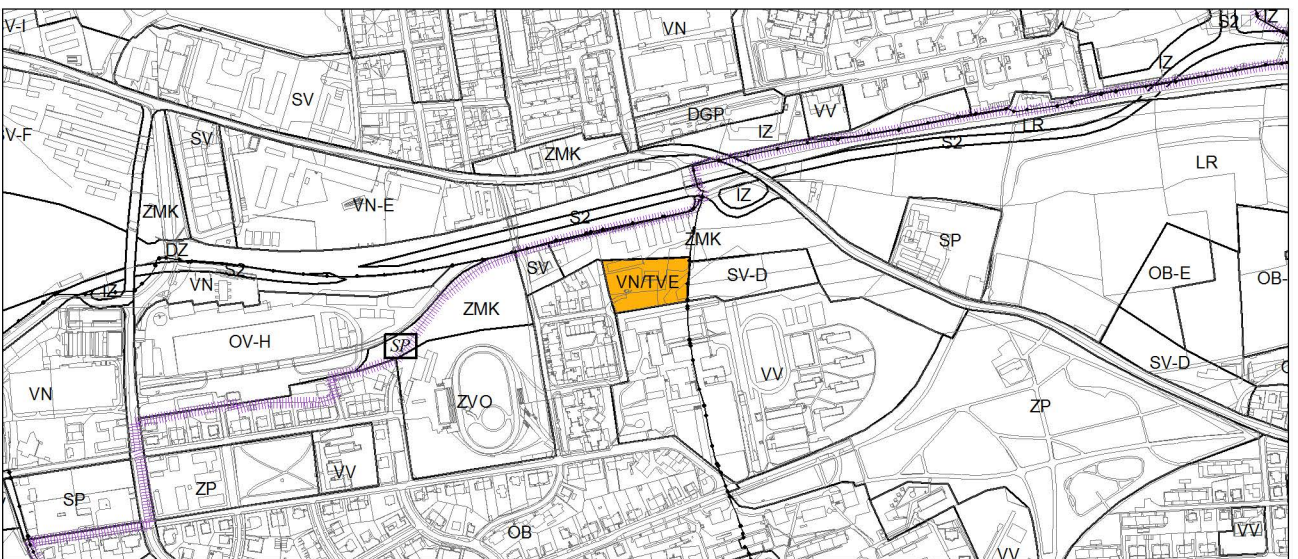 V-I
VN
S2
IZ
IZ
SV
DGP
VV
IZ
LR
V-F
SV
ZMK
S2
LR
ZMK
VN-E
IZ
S2
ZMK
SP
DZ
S2
VN
SV
VN/TVE
SV-D
OB-E
OB-
IZ
ZMK
OV-H
SP
SV-D
VN
VV
ZVO
ZP
VV
ZP
SP
OB
VV
VV